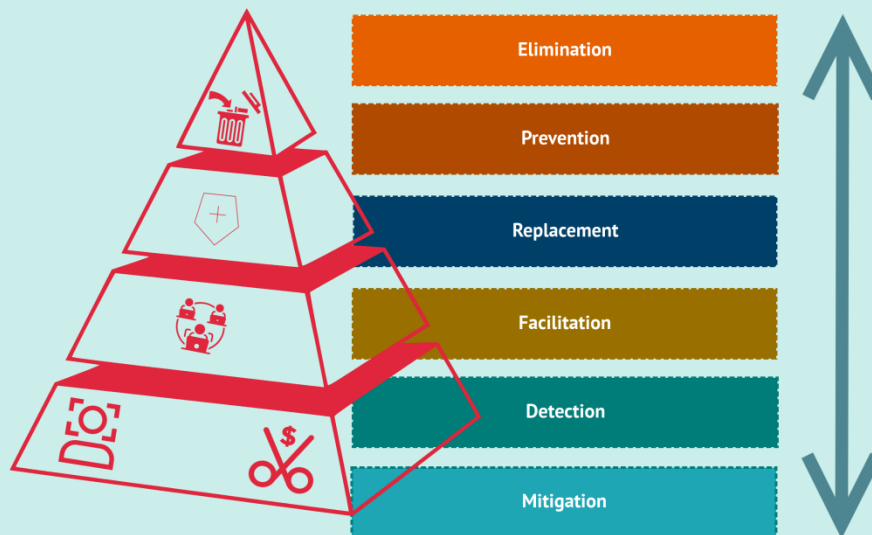 Elimination
Prevention
Replacement
Facilitation
Detection
$
Mitigation